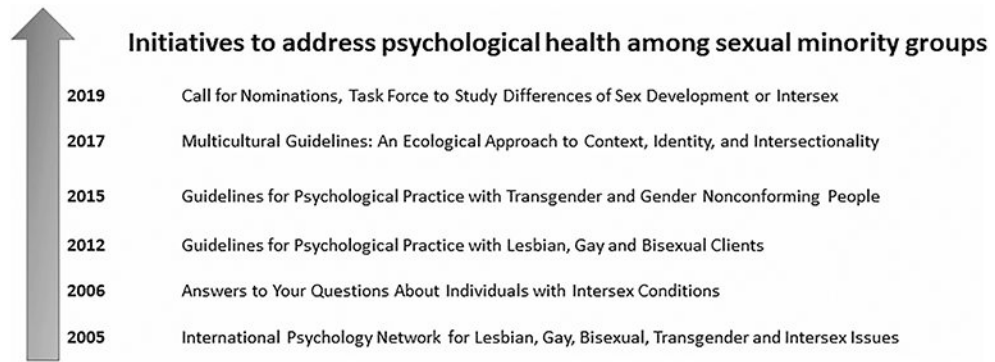 Initiatives to address psychological health among sexual minority groups
2019 Call for Nominations, Task Force to Study Differences of Sex Development or Intersex
2017 Multicultural Guidelines: An Ecological Approach to Context, Identity, and Intersectionality
2015 Guidelines for Psychological Practice with Transgender and Gender Nonconforming People
2012 Guidelines for Psychological Practice with Lesbian, Gay and Bisexual Clients
2006 Answers to Your Questions About Individuals with Intersex Conditions
2005 International Psychology Network for Lesbian, Gay, Bisexual, Transgender and Intersex Issues